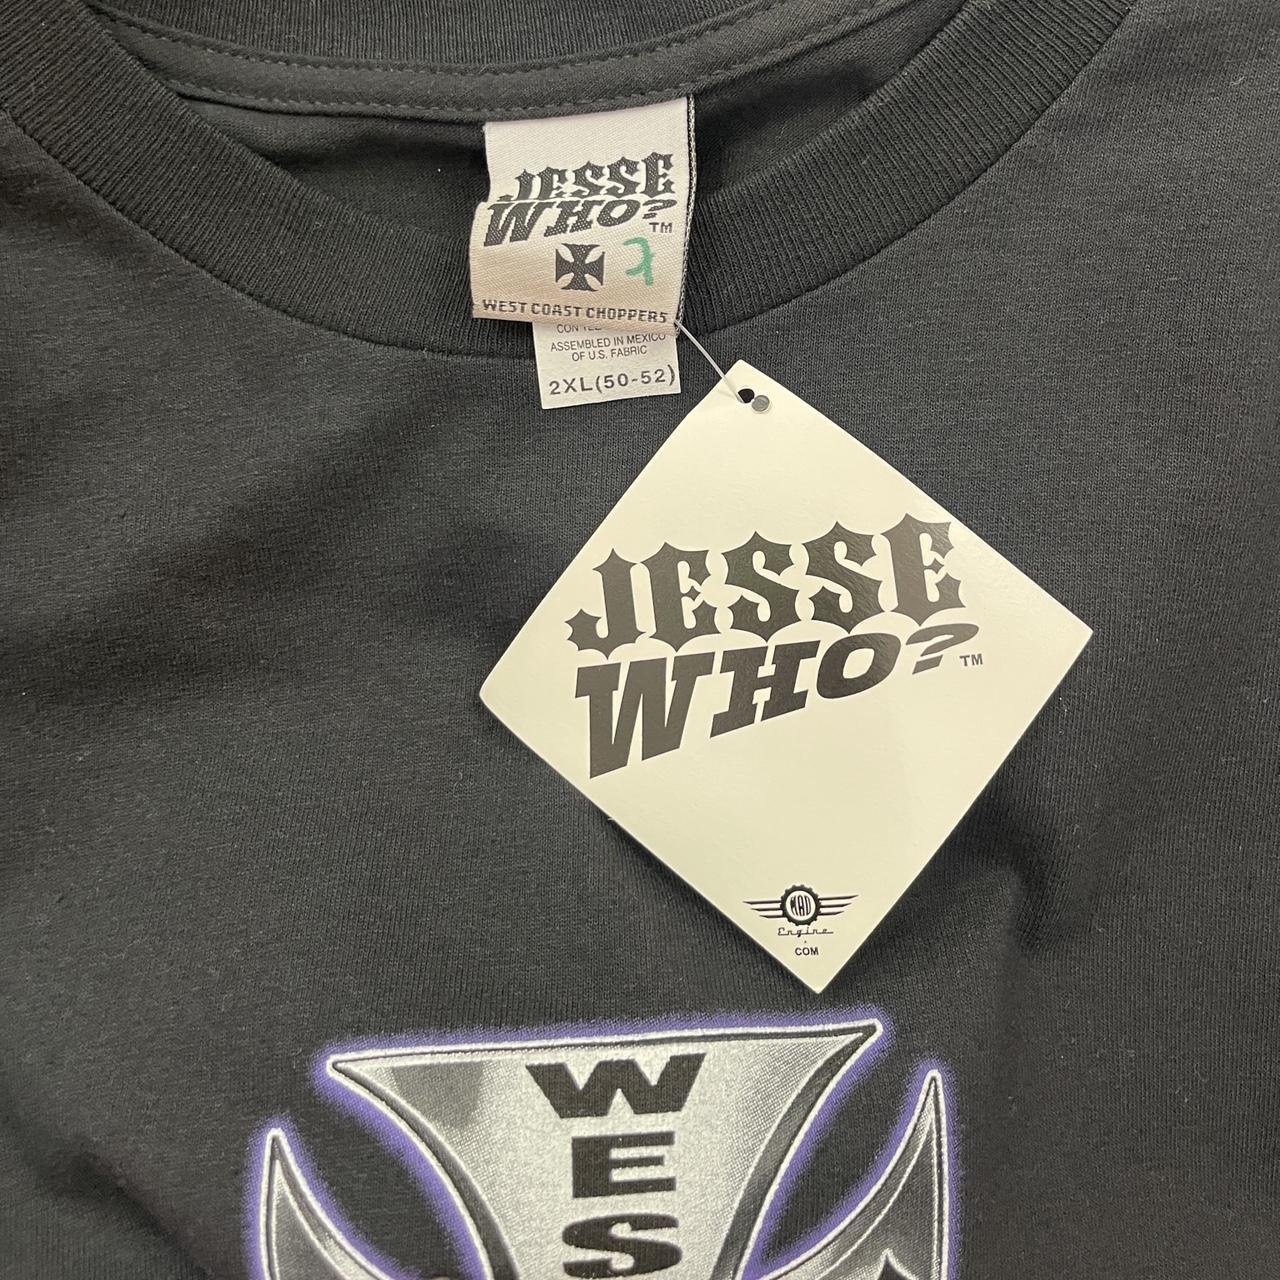 JESSE
WHO?™
WEST COAST CHOPPERS
ASSEMBLED IN MEXICO
OF U.S. FABRIC
2XL(50-52)
JESSE
WHO?™
MAD
Engine
.
COM
W
E
S